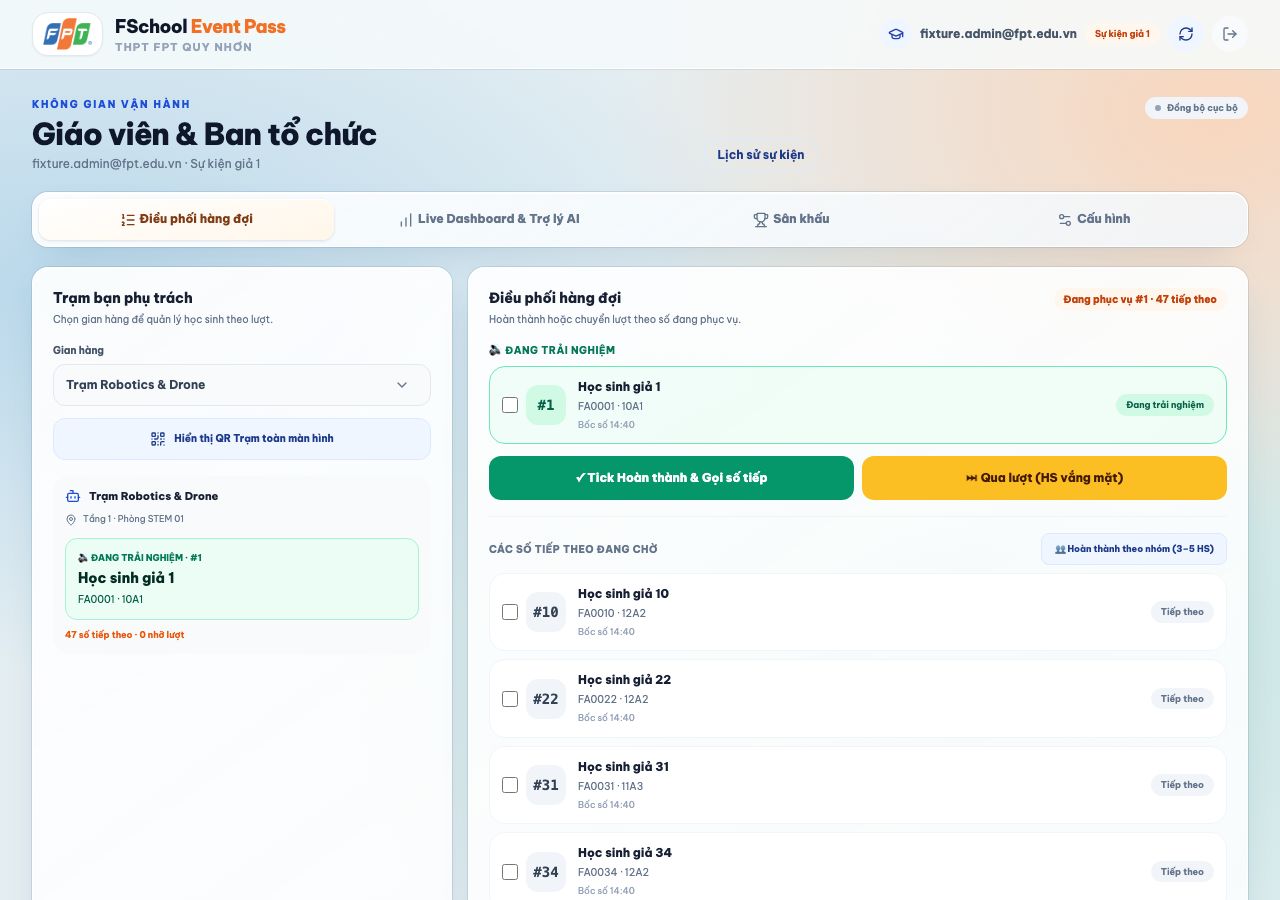 FPT
FSchool Event Pass
THPT FPT QUY NHƠN
fixture.admin@fpt.edu.vn
Sự kiện giả 1
KHÔNG GIAN VẬN HÀNH
Giáo viên & Ban tổ chức
fixture.admin@fpt.edu.vn · Sự kiện giả 1
Đồng bộ cục bộ
Lịch sử sự kiện
Điều phối hàng đợi
Live Dashboard & Trợ lý AI
Sân khấu
Cấu hình
Trạm bạn phụ trách
Chọn gian hàng để quản lý học sinh theo lượt.
Gian hàng
Trạm Robotics & Drone
Hiển thị QR Trạm toàn màn hình
Trạm Robotics & Drone
Tầng 1 · Phòng STEM 01
ĐANG TRẢI NGHIỆM · #1
Học sinh giả 1
FA0001 · 10A1
47 số tiếp theo · 0 nhỡ lượt
Điều phối hàng đợi
Hoàn thành hoặc chuyển lượt theo số đang phục vụ.
Đang phục vụ #1 · 47 tiếp theo
ĐANG TRẢI NGHIỆM
#1
Học sinh giả 1
FA0001 · 10A1
Bốc số 14:40
Đang trải nghiệm
✓ Tick Hoàn thành & Gọi số tiếp
⏭ Qua lượt (HS vắng mặt)
CÁC SỐ TIẾP THEO ĐANG CHỜ
👥 Hoàn thành theo nhóm (3–5 HS)
#10
Học sinh giả 10
FA0010 · 12A2
Bốc số 14:40
Tiếp theo
#22
Học sinh giả 22
FA0022 · 12A2
Bốc số 14:40
Tiếp theo
#31
Học sinh giả 31
FA0031 · 11A3
Bốc số 14:40
Tiếp theo
#34
Học sinh giả 34
FA0034 · 12A2
Bốc số 14:40
Tiếp theo